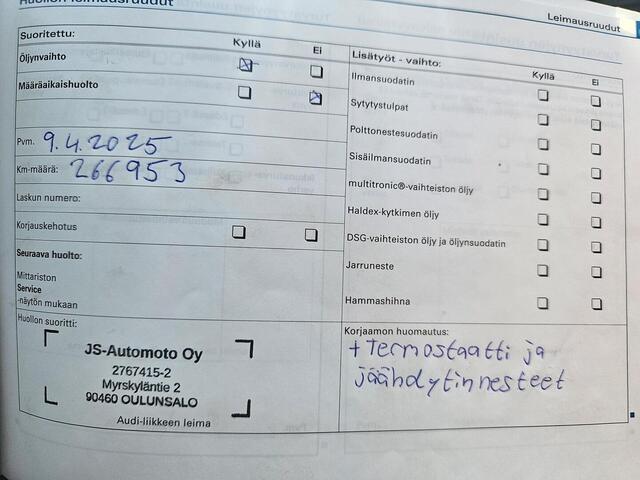 Huollon leimausruudut
Leimausruudut
Suoritettu:
Kyllä Ei
Öljynvaihto
Määräaikaishuolto
Pvm. 9.4.2025
Km-määrä: 266953
Laskun numero:
Korjauskehotus
Seuraava huolto:
Mittariston
Service
-näytön mukaan
Huollon suoritti:
JS-Automoto Oy
2767415-2
Myrskyläntie 2
90460 OULUNSALO
Audi-liikkeen leima
Lisätyöt - vaihto:
Kyllä Ei
Ilmansuodatin
Sytytystulpat
Polttonestesuodatin
Sisäilmansuodatin
multitronic®-vaihteiston öljy
Haldex-kytkimen öljy
DSG-vaihteiston öljy ja öljynsuodatin
Jarruneste
Hammashihna
Korjaamon huomautus:
+ Termostaatti ja
jäähdytinnesteet